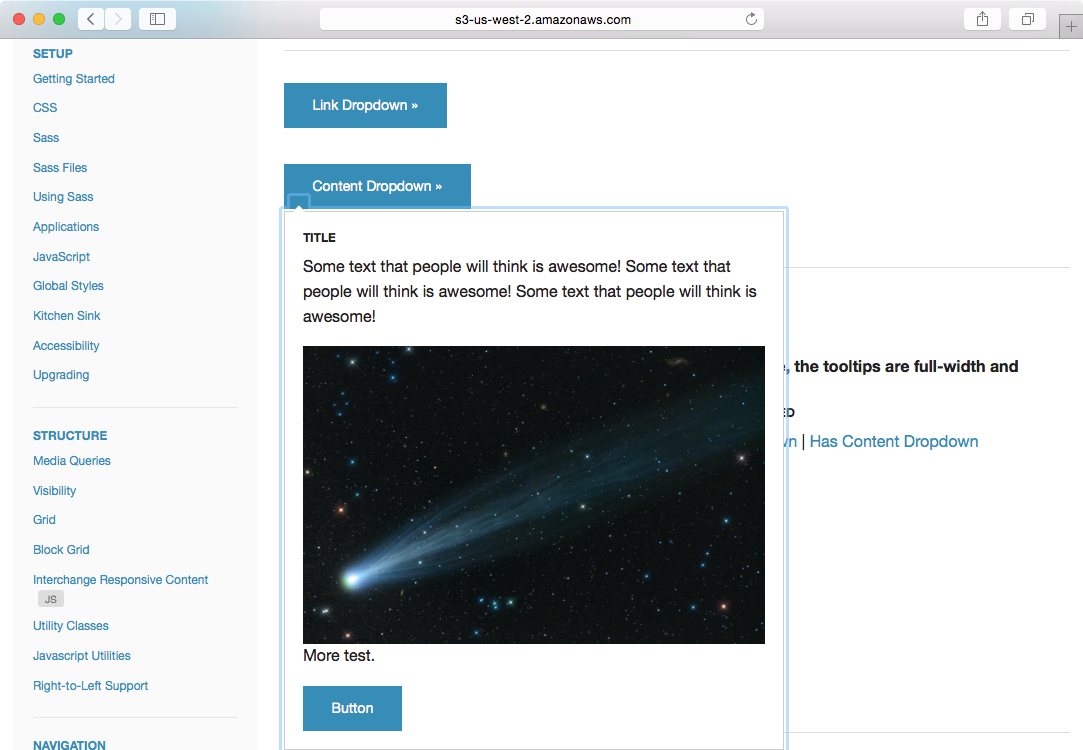 s3-us-west-2.amazonaws.com
SETUP
Getting Started
CSS
Sass
Sass Files
Using Sass
Applications
JavaScript
Global Styles
Kitchen Sink
Accessibility
Upgrading
STRUCTURE
Media Queries
Visibility
Grid
Block Grid
Interchange Responsive Content
JS
Utility Classes
Javascript Utilities
Right-to-Left Support
NAVIGATION
Link Dropdown »
Content Dropdown »
TITLE
Some text that people will think is awesome! Some text that
people will think is awesome! Some text that people will think is
awesome!
More test.
Button
, the tooltips are full-width and
ED
wn | Has Content Dropdown